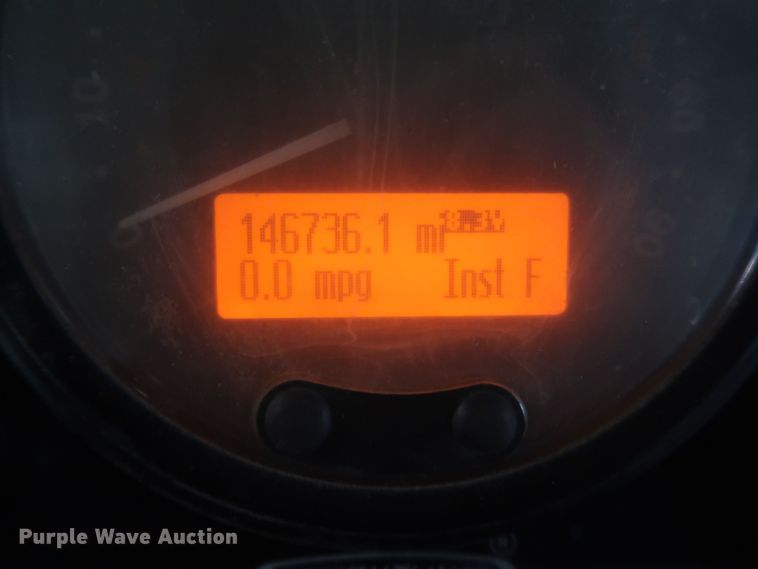 146736.1 mi
0.0 mpg Inst F
Purple Wave Auction